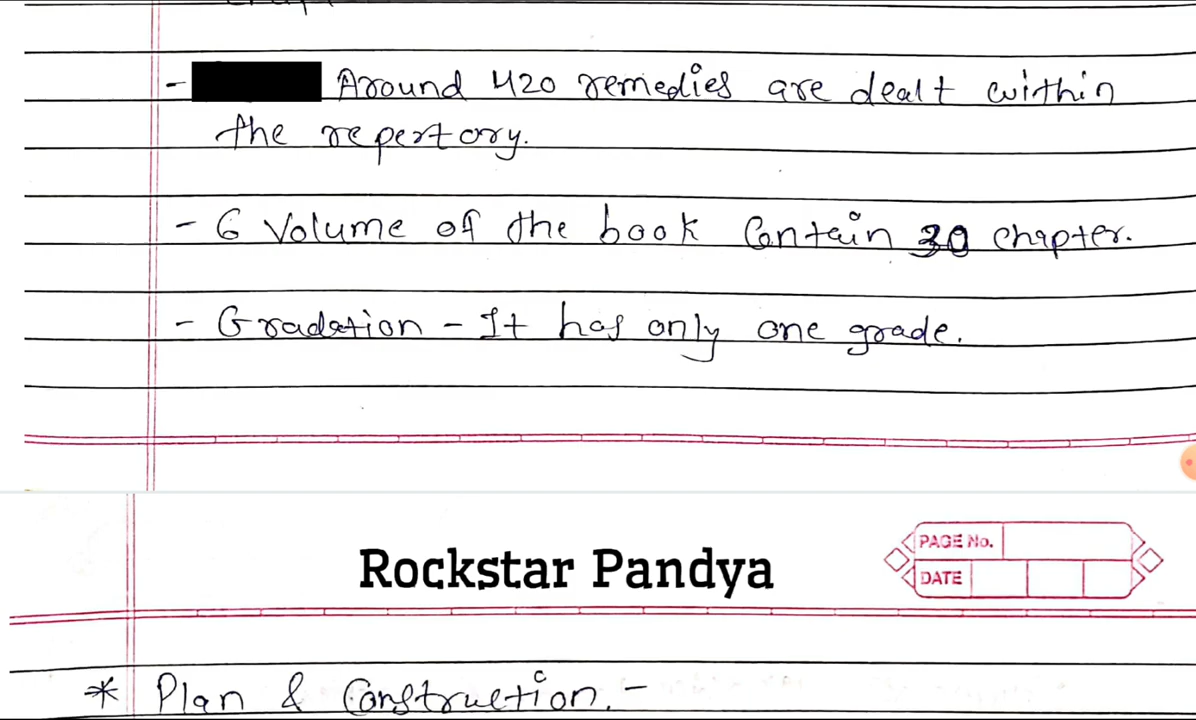 - Around 420 remedies are dealt within
the repertory.
- 6 Volume of the book Contain 30 chapter.
- Gradation - It has only one grade.
Rockstar Pandya
PAGE No.
DATE
* Plan & Construction. -